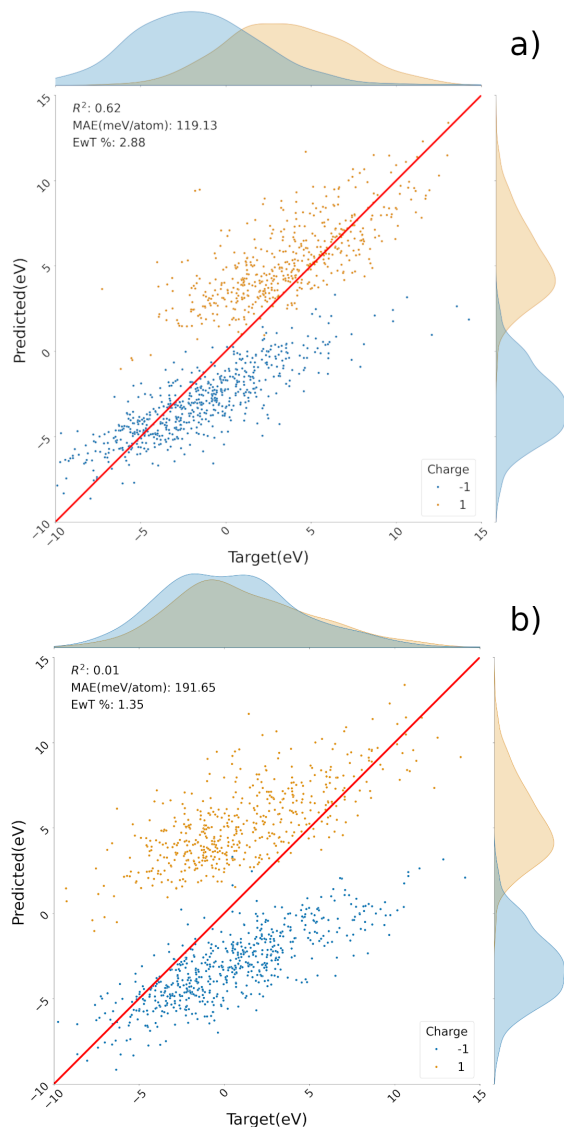 a)
15
R²: 0.62
MAE(meV/atom): 119.13
EwT %: 2.88
10
5
Predicted(eV)
0
−5
Charge
-1
1
−10
−10 −5 0 5 10 15
Target(eV)
b)
15
R²: 0.01
MAE(meV/atom): 191.65
EwT %: 1.35
10
5
Predicted(eV)
0
−5
Charge
-1
1
−10
−10 −5 0 5 10 15
Target(eV)